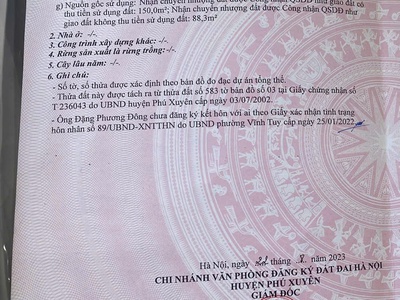 g) Nguồn gốc sử dụng: Nhận chuyển nhượng đất được Công nhận QSDĐ như giao đất có
thu tiền sử dụng đất: 150,0m²; Nhận chuyển nhượng đất được Công nhận QSDĐ như
giao đất không thu tiền sử dụng đất: 88,3m²
2. Nhà ở: -/-.
3. Công trình xây dựng khác: -/-.
4. Rừng sản xuất là rừng trồng: -/-.
5. Cây lâu năm: -/-.
6. Ghi chú:
- Số tờ, số thửa được xác định theo bản đồ đo đạc dự án tổng thể.
- Thửa đất này được tách ra từ thửa đất số 583 tờ bản đồ số 03 tại Giấy chứng nhận số
T 236043 do UBND huyện Phú Xuyên cấp ngày 03/07/2002.
- Ông Đặng Phương Đông chưa đăng ký kết hôn với ai theo Giấy xác nhận tình trạng
hôn nhân số 89/UBND-XNTTHN do UBND phường Vĩnh Tuy cấp ngày 25/01/2022.
Hà Nội, ngày 22 tháng 8 năm 2023
CHI NHÁNH VĂN PHÒNG ĐĂNG KÝ ĐẤT ĐAI HÀ NỘI
HUYỆN PHÚ XUYÊN
GIÁM ĐỐC